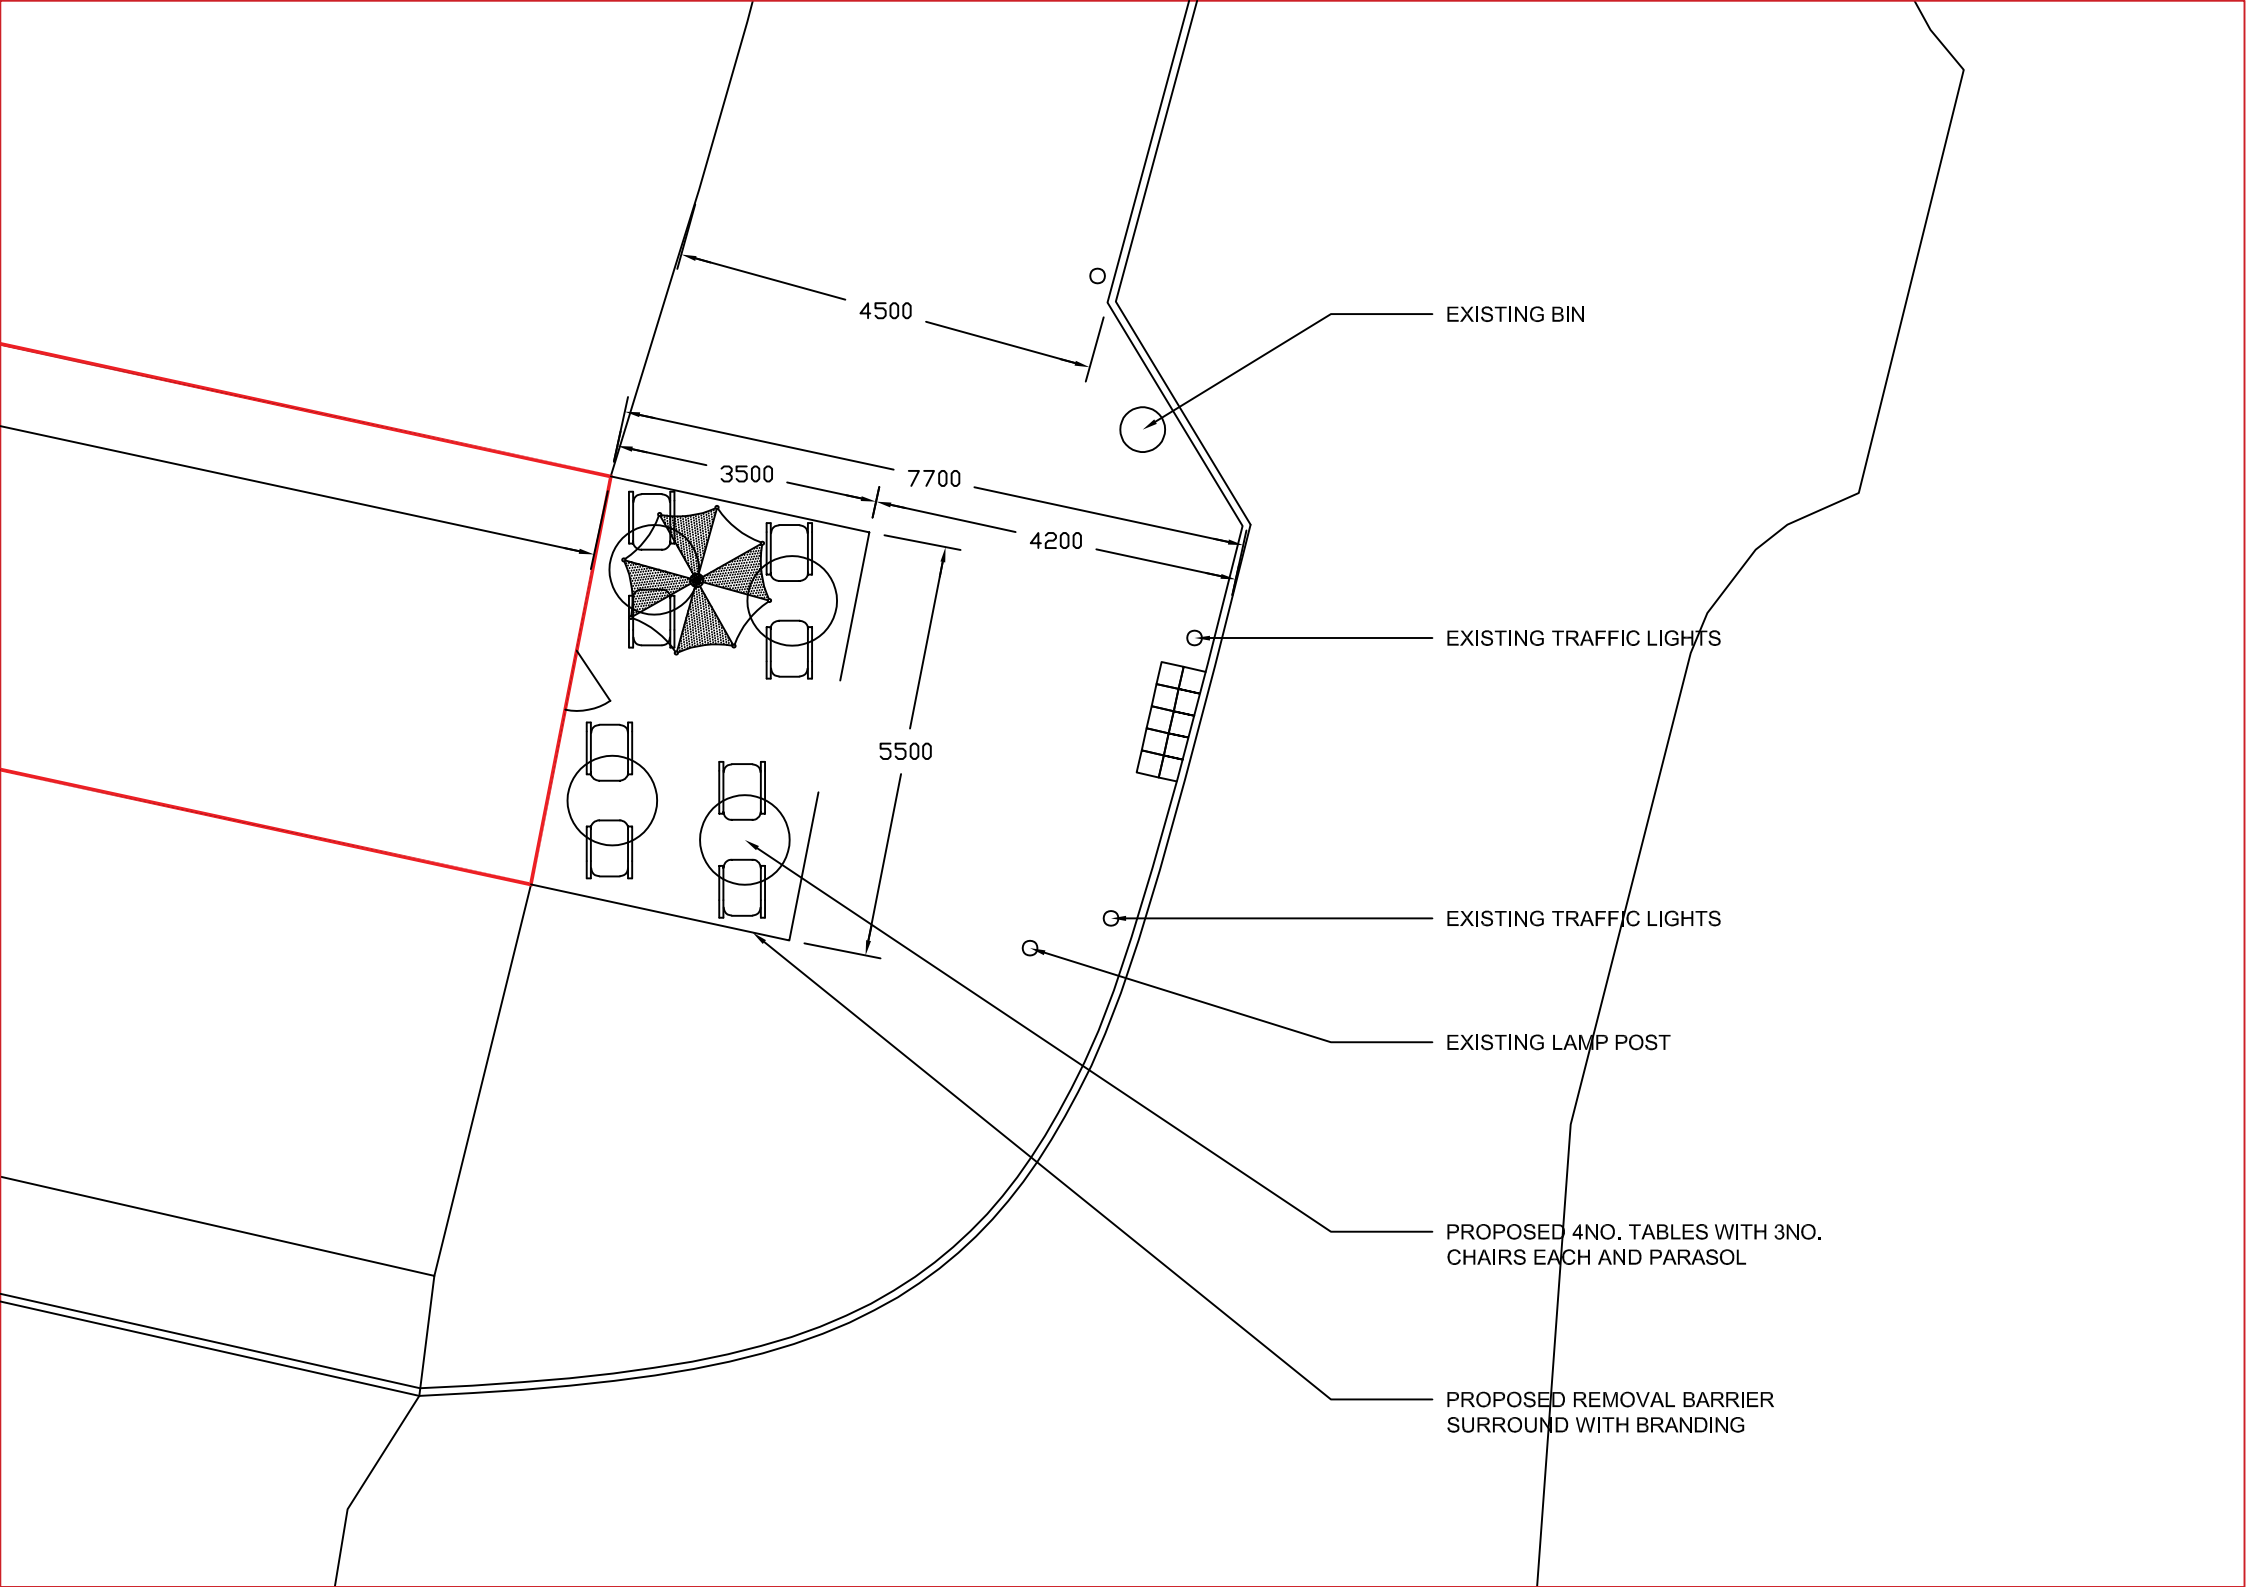 4500
EXISTING BIN
3500
7700
4200
EXISTING TRAFFIC LIGHTS
5500
EXISTING TRAFFIC LIGHTS
EXISTING LAMP POST
PROPOSED 4NO. TABLES WITH 3NO.
CHAIRS EACH AND PARASOL
PROPOSED REMOVAL BARRIER
SURROUND WITH BRANDING